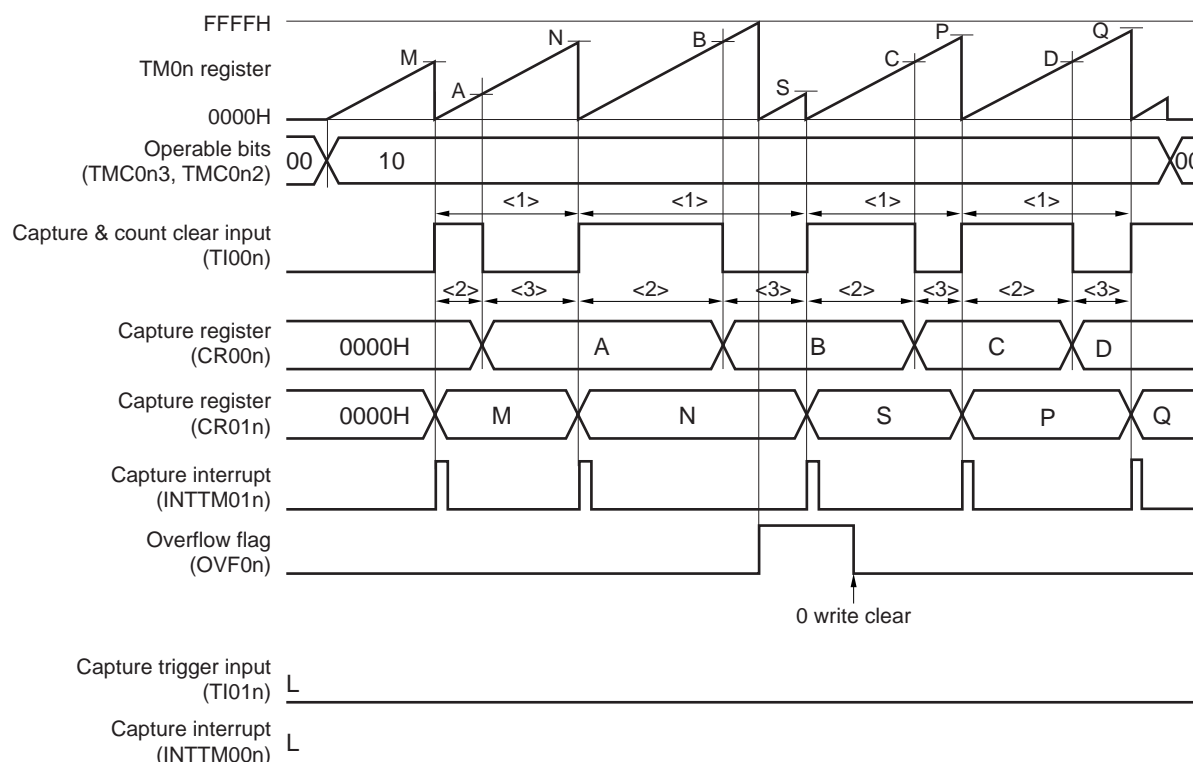 FFFFH
TM0n register
0000H
M
A
N
B
S
C
P
D
Q
Operable bits
(TMC0n3, TMC0n2)
00
10
00
<1>
<1>
<1>
<1>
Capture & count clear input
(TI00n)
<2>
<3>
<2>
<3>
<2>
<3>
<2>
<3>
Capture register
(CR00n)
0000H
A
B
C
D
Capture register
(CR01n)
0000H
M
N
S
P
Q
Capture interrupt
(INTTM01n)
Overflow flag
(OVF0n)
0 write clear
Capture trigger input
(TI01n)
L
Capture interrupt
(INTTM00n)
L